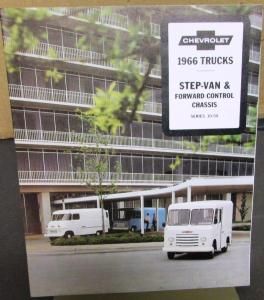 CHEVROLET
1966 TRUCKS
STEP-VAN &
FORWARD CONTROL
CHASSIS
SERIES 10-30